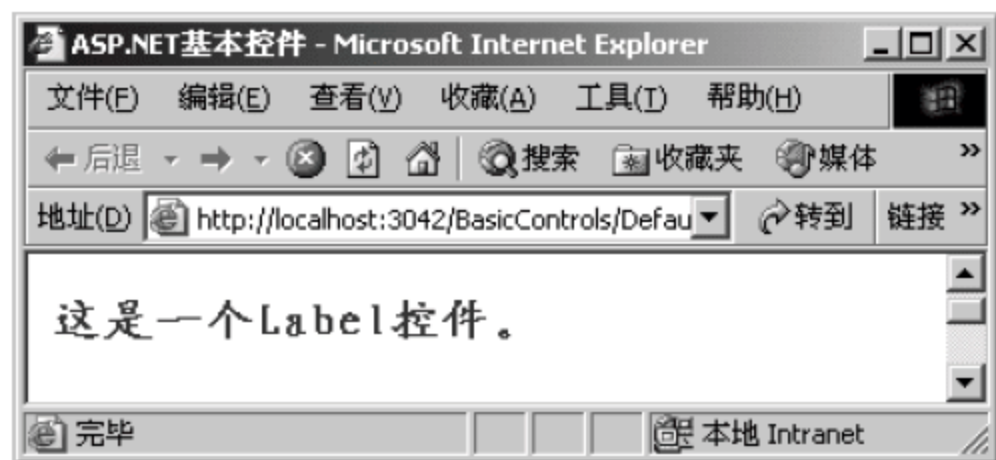 ASP.NET基本控件 - Microsoft Internet Explorer
文件(F) 编辑(E) 查看(V) 收藏(A) 工具(T) 帮助(H)
后退 搜索 收藏夹 媒体 »
地址(D) http://localhost:3042/BasicControls/Defau 转到 链接 »
这是一个Label控件。
完毕 本地 Intranet